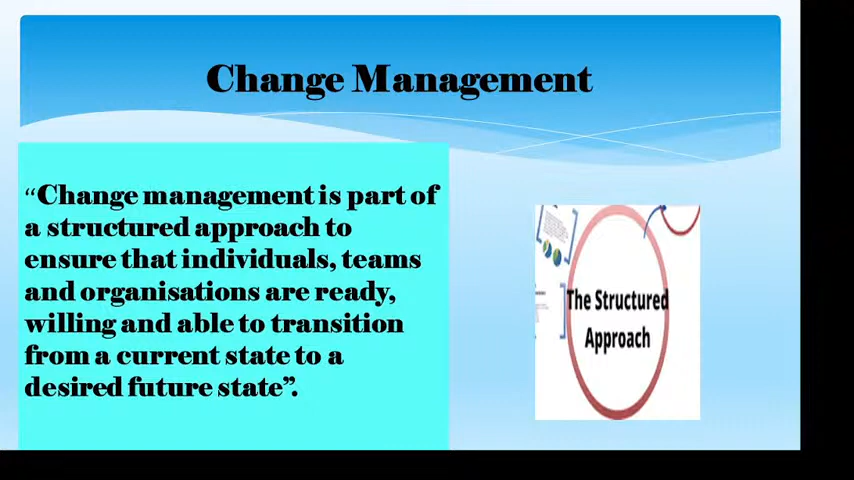 Change Management
“Change management is part of
a structured approach to
ensure that individuals, teams
and organisations are ready,
willing and able to transition
from a current state to a
desired future state”.
The Structured
Approach